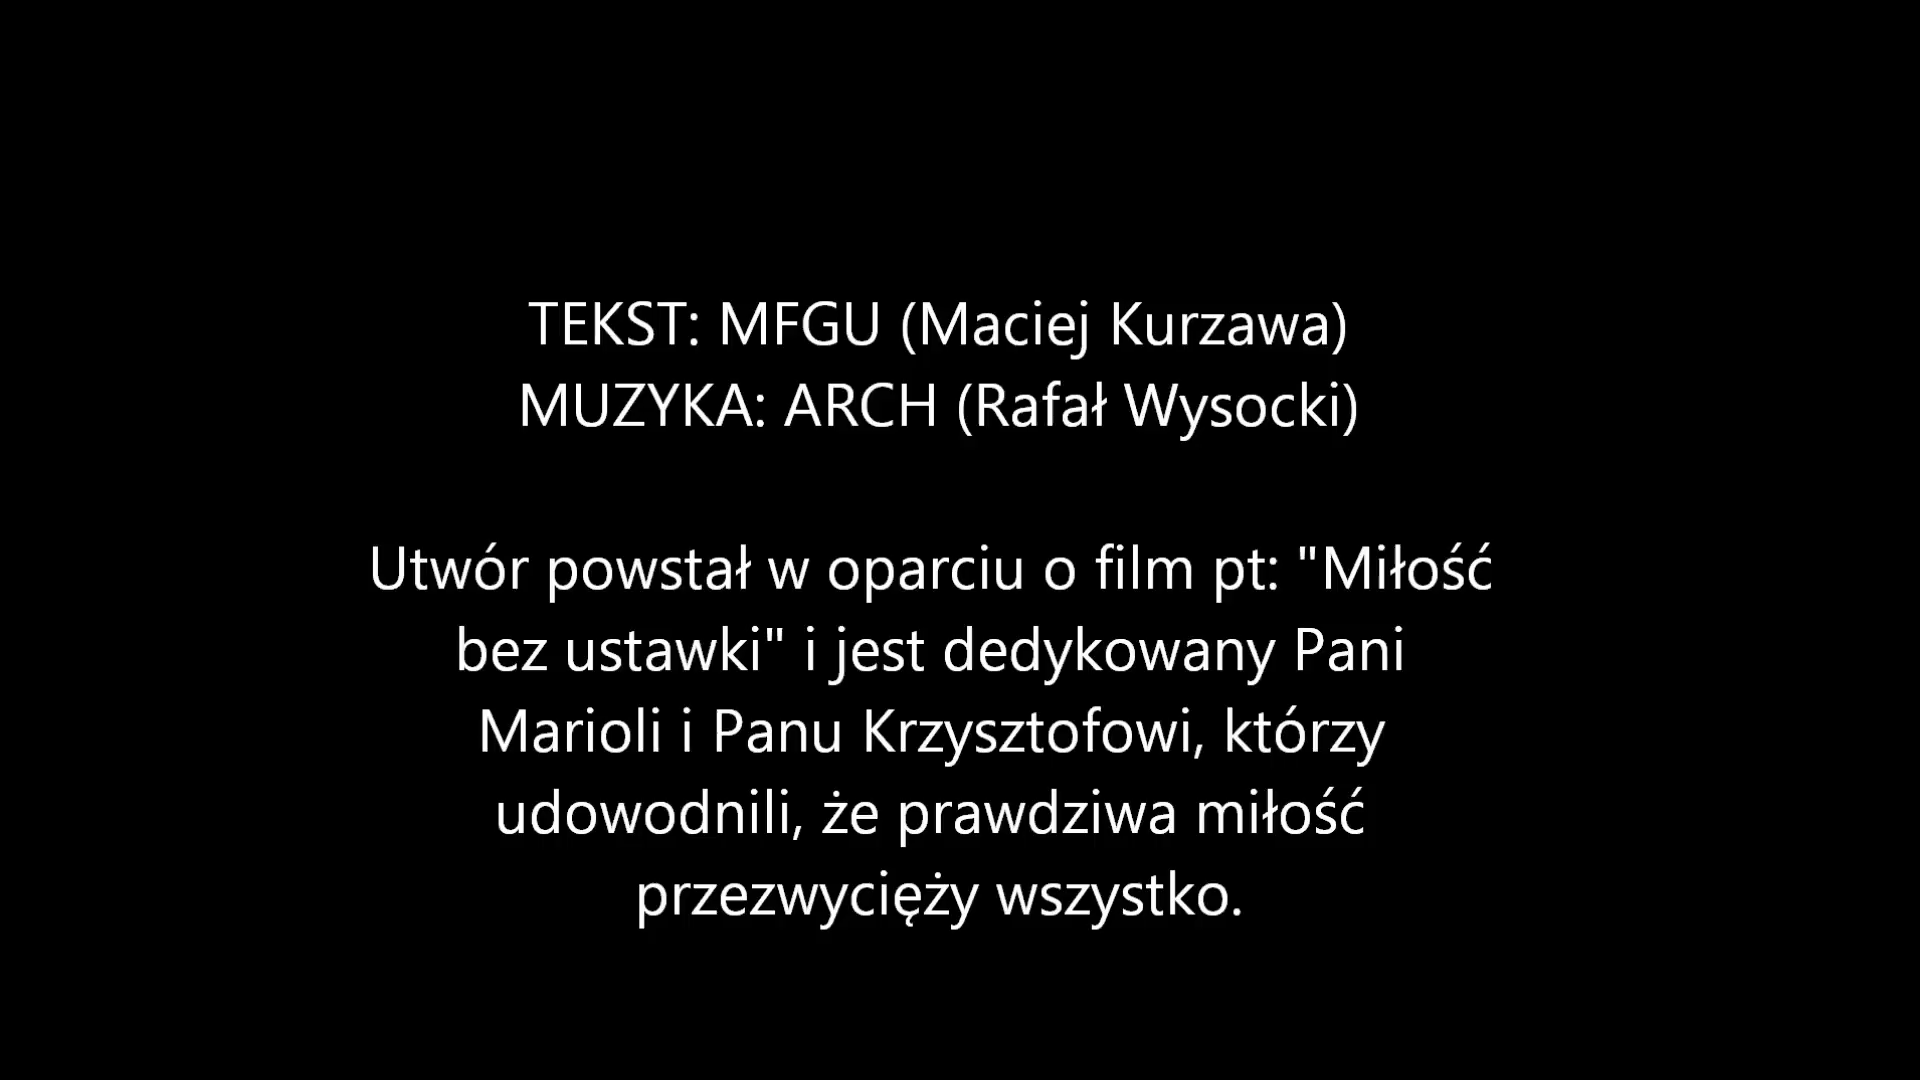 TEKST: MFGU (Maciej Kurzawa)
MUZYKA: ARCH (Rafał Wysocki)
Utwór powstał w oparciu o film pt: "Miłość
bez ustawki" i jest dedykowany Pani
Marioli i Panu Krzysztofowi, którzy
udowodnili, że prawdziwa miłość
przezwycięży wszystko.